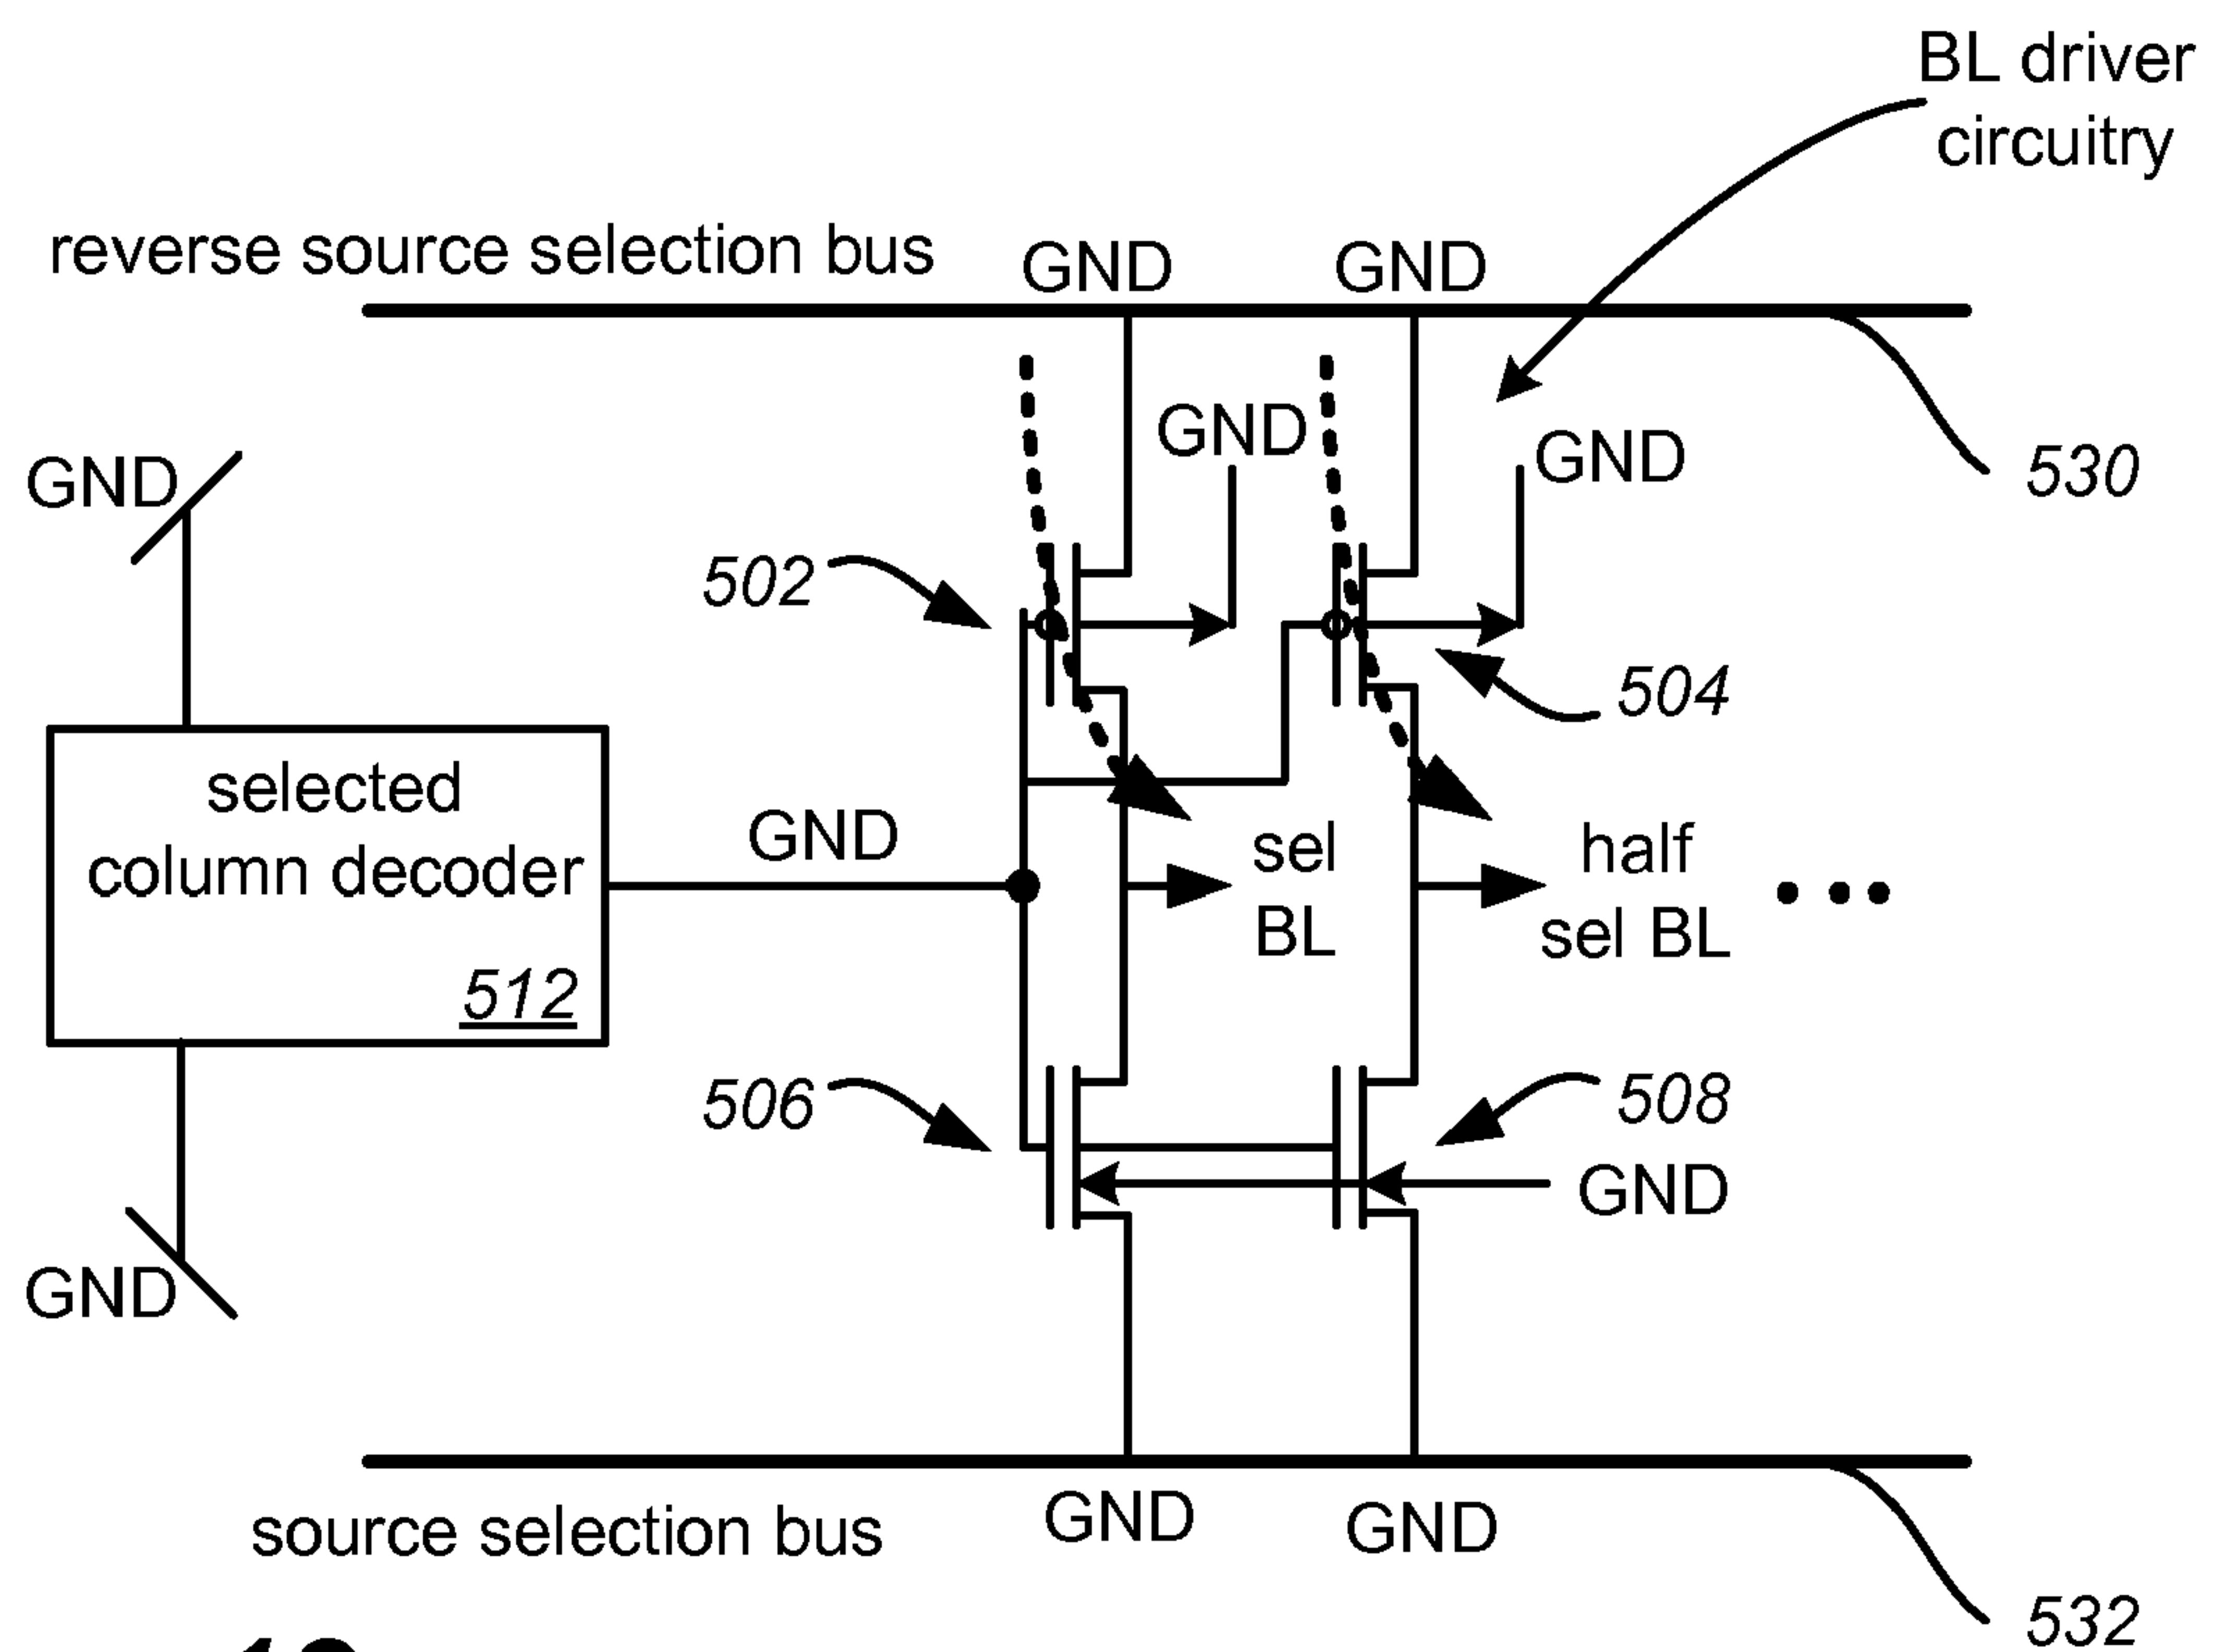 BL driver
circuitry
reverse source selection bus
GND
GND
GND
GND
GND
530
502
504
selected
column decoder
512
GND
sel
BL
half
sel BL
• • •
506
508
GND
GND
source selection bus
GND
GND
532